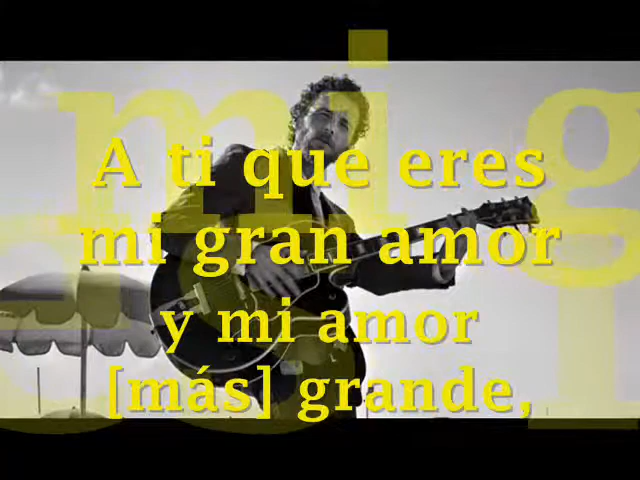 A ti que eres
mi gran amor
y mi amor
[más] grande,